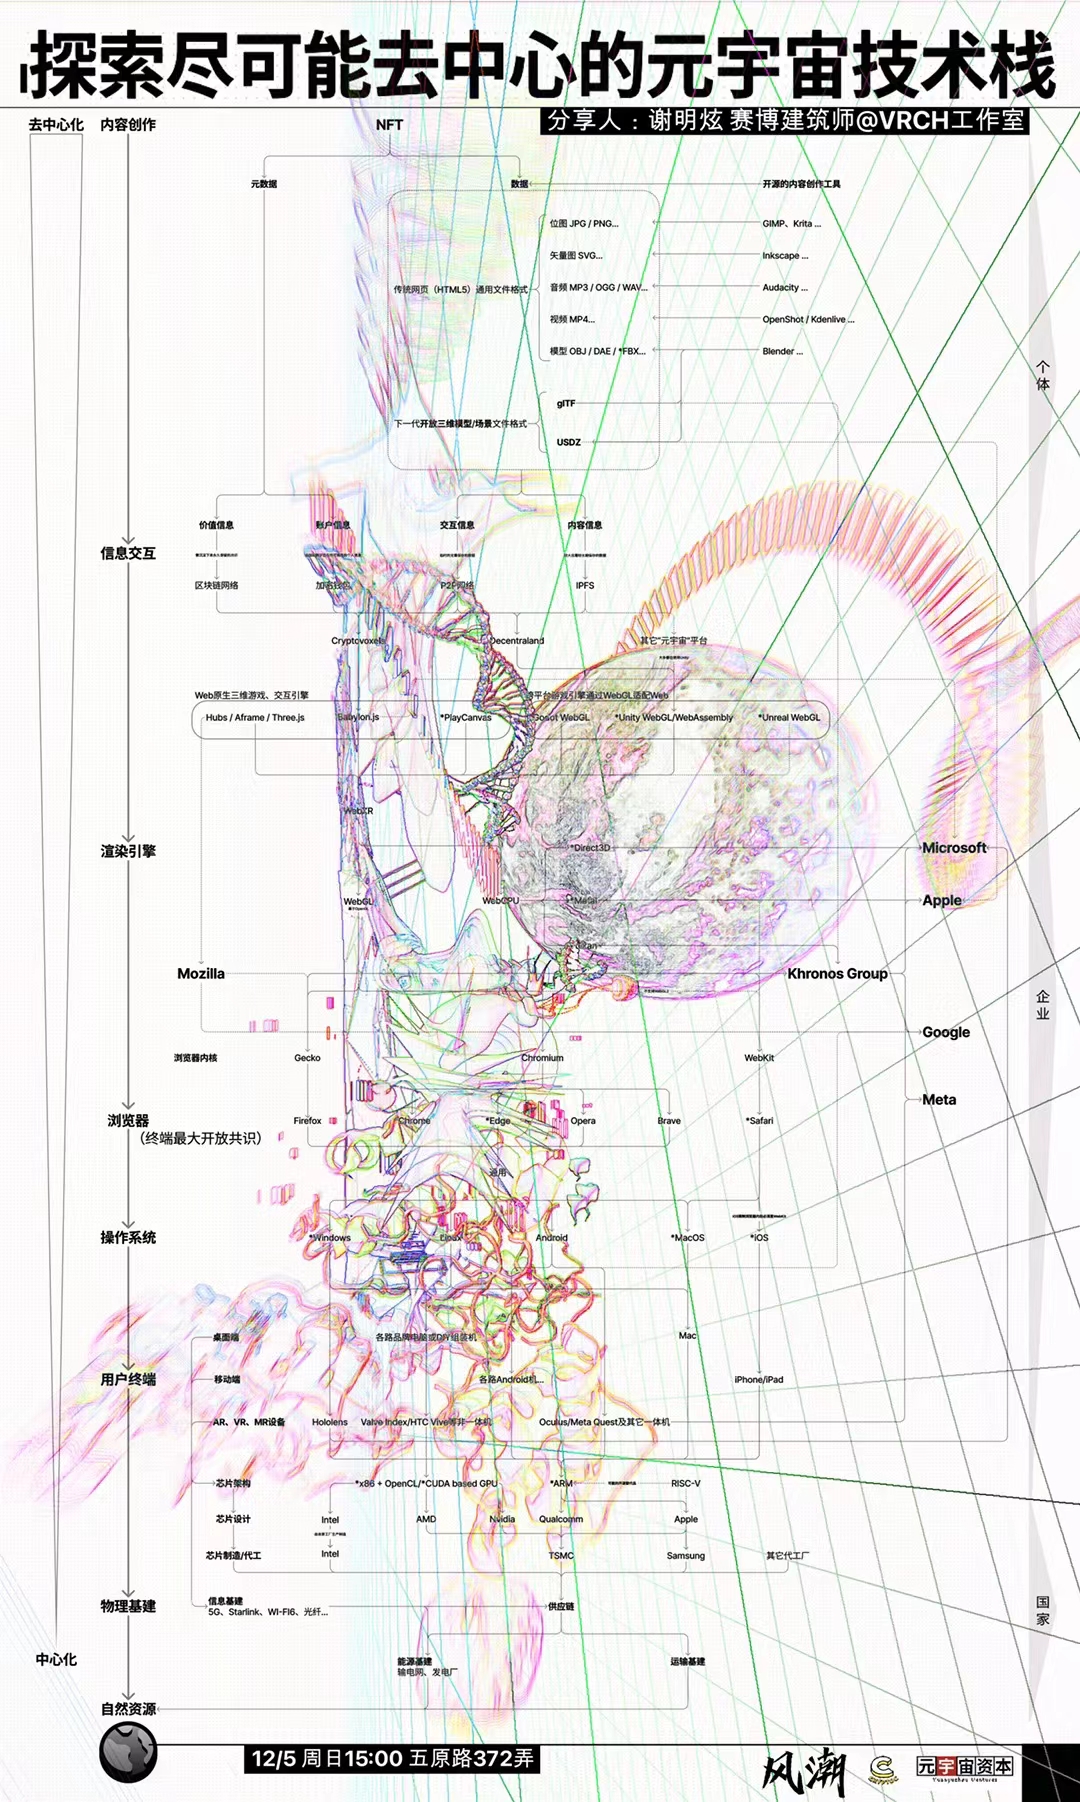 探索尽可能去中心的元宇宙技术栈
分享人：谢明炫 赛博建筑师@VRCH工作室
去中心化 内容创作 NFT
元数据 数据 开源的内容创作工具
位图 JPG / PNG... GIMP、Krita ...
矢量图 SVG... Inkscape ...
传统网页（HTML5）通用文件格式 音频 MP3 / OGG / WAV... Audacity ...
视频 MP4... OpenShot / Kdenlive ...
模型 OBJ / DAE / *FBX... Blender ...
个体
glTF
下一代开放三维模型/场景文件格式
USDZ
价值信息 账户信息 交互信息 内容信息
信息交互
区块链网络 加密钱包 P2P网络 IPFS
Cryptovoxels Decentraland 其它“元宇宙”平台
Web原生三维游戏、交互引擎 跨平台游戏引擎通过WebGL适配Web
Hubs / Aframe / Three.js Babylon.js *PlayCanvas Godot WebGL *Unity WebGL/WebAssembly *Unreal WebGL
WebXR
渲染引擎 *Direct3D Microsoft
WebGL WebGPU *Metal Apple
Mozilla Khronos Group
企业
Google
浏览器内核 Gecko Chromium WebKit
Meta
浏览器 Firefox Chrome *Edge Opera Brave *Safari
（终端最大开放共识）
通用
操作系统 *Windows Linux Android *MacOS *iOS
桌面端 各路品牌电脑或DIY组装机 Mac
用户终端 移动端 各路Android机... iPhone/iPad
AR、VR、MR设备 Hololens Valve Index/HTC Vive等非一体机 Oculus/Meta Quest及其它一体机
芯片架构 *x86 + OpenCL/*CUDA based GPU *ARM RISC-V
芯片设计 Intel AMD Nvidia Qualcomm Apple
芯片制造/代工 Intel TSMC Samsung 其它代工厂
物理基建 信息基建 供应链
5G、Starlink、WI-FI6、光纤...
国家
中心化 能源基建 运输基建
输电网、发电厂
自然资源
12/5 周日15:00 五原路372弄
风潮 元宇宙资本
Yuanyuzhou Ventures